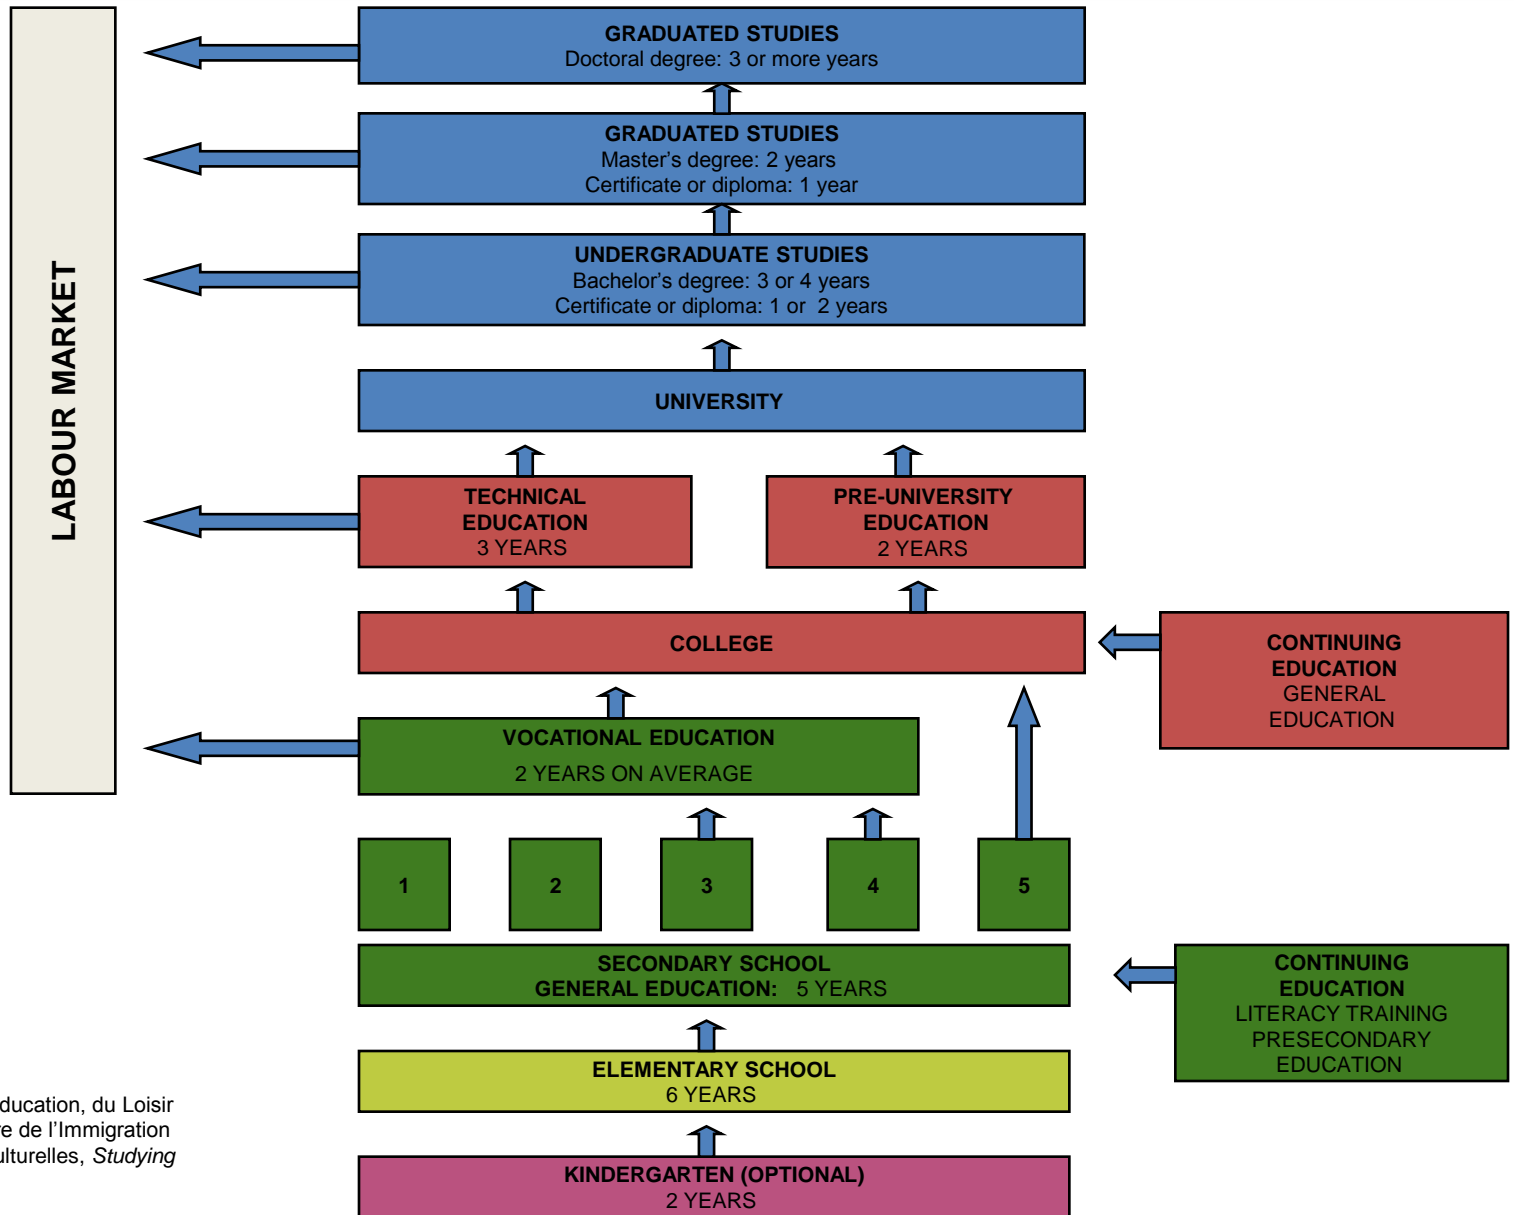 LABOUR MARKET
GRADUATED STUDIES
Doctoral degree: 3 or more years
GRADUATED STUDIES
Master's degree: 2 years
Certificate or diploma: 1 year
UNDERGRADUATE STUDIES
Bachelor's degree: 3 or 4 years
Certificate or diploma: 1 or 2 years
UNIVERSITY
TECHNICAL
EDUCATION
3 YEARS
PRE-UNIVERSITY
EDUCATION
2 YEARS
COLLEGE
CONTINUING
EDUCATION
GENERAL
EDUCATION
VOCATIONAL EDUCATION
2 YEARS ON AVERAGE
1
2
3
4
5
SECONDARY SCHOOL
GENERAL EDUCATION: 5 YEARS
CONTINUING
EDUCATION
LITERACY TRAINING
PRESECONDARY
EDUCATION
ELEMENTARY SCHOOL
6 YEARS
KINDERGARTEN (OPTIONAL)
2 YEARS
ducation, du Loisir
re de l'Immigration
ulturelles, Studying